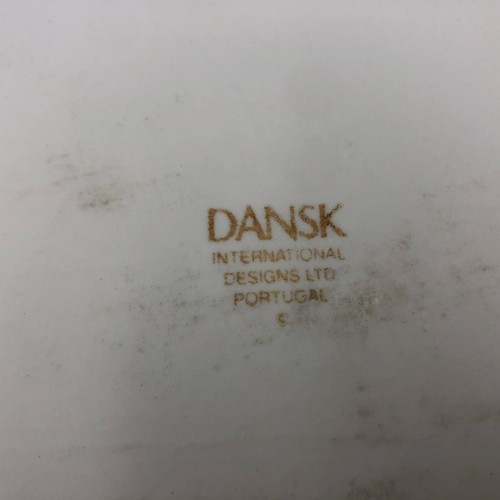 DANSK
INTERNATIONAL
DESIGNS LTD
PORTUGAL